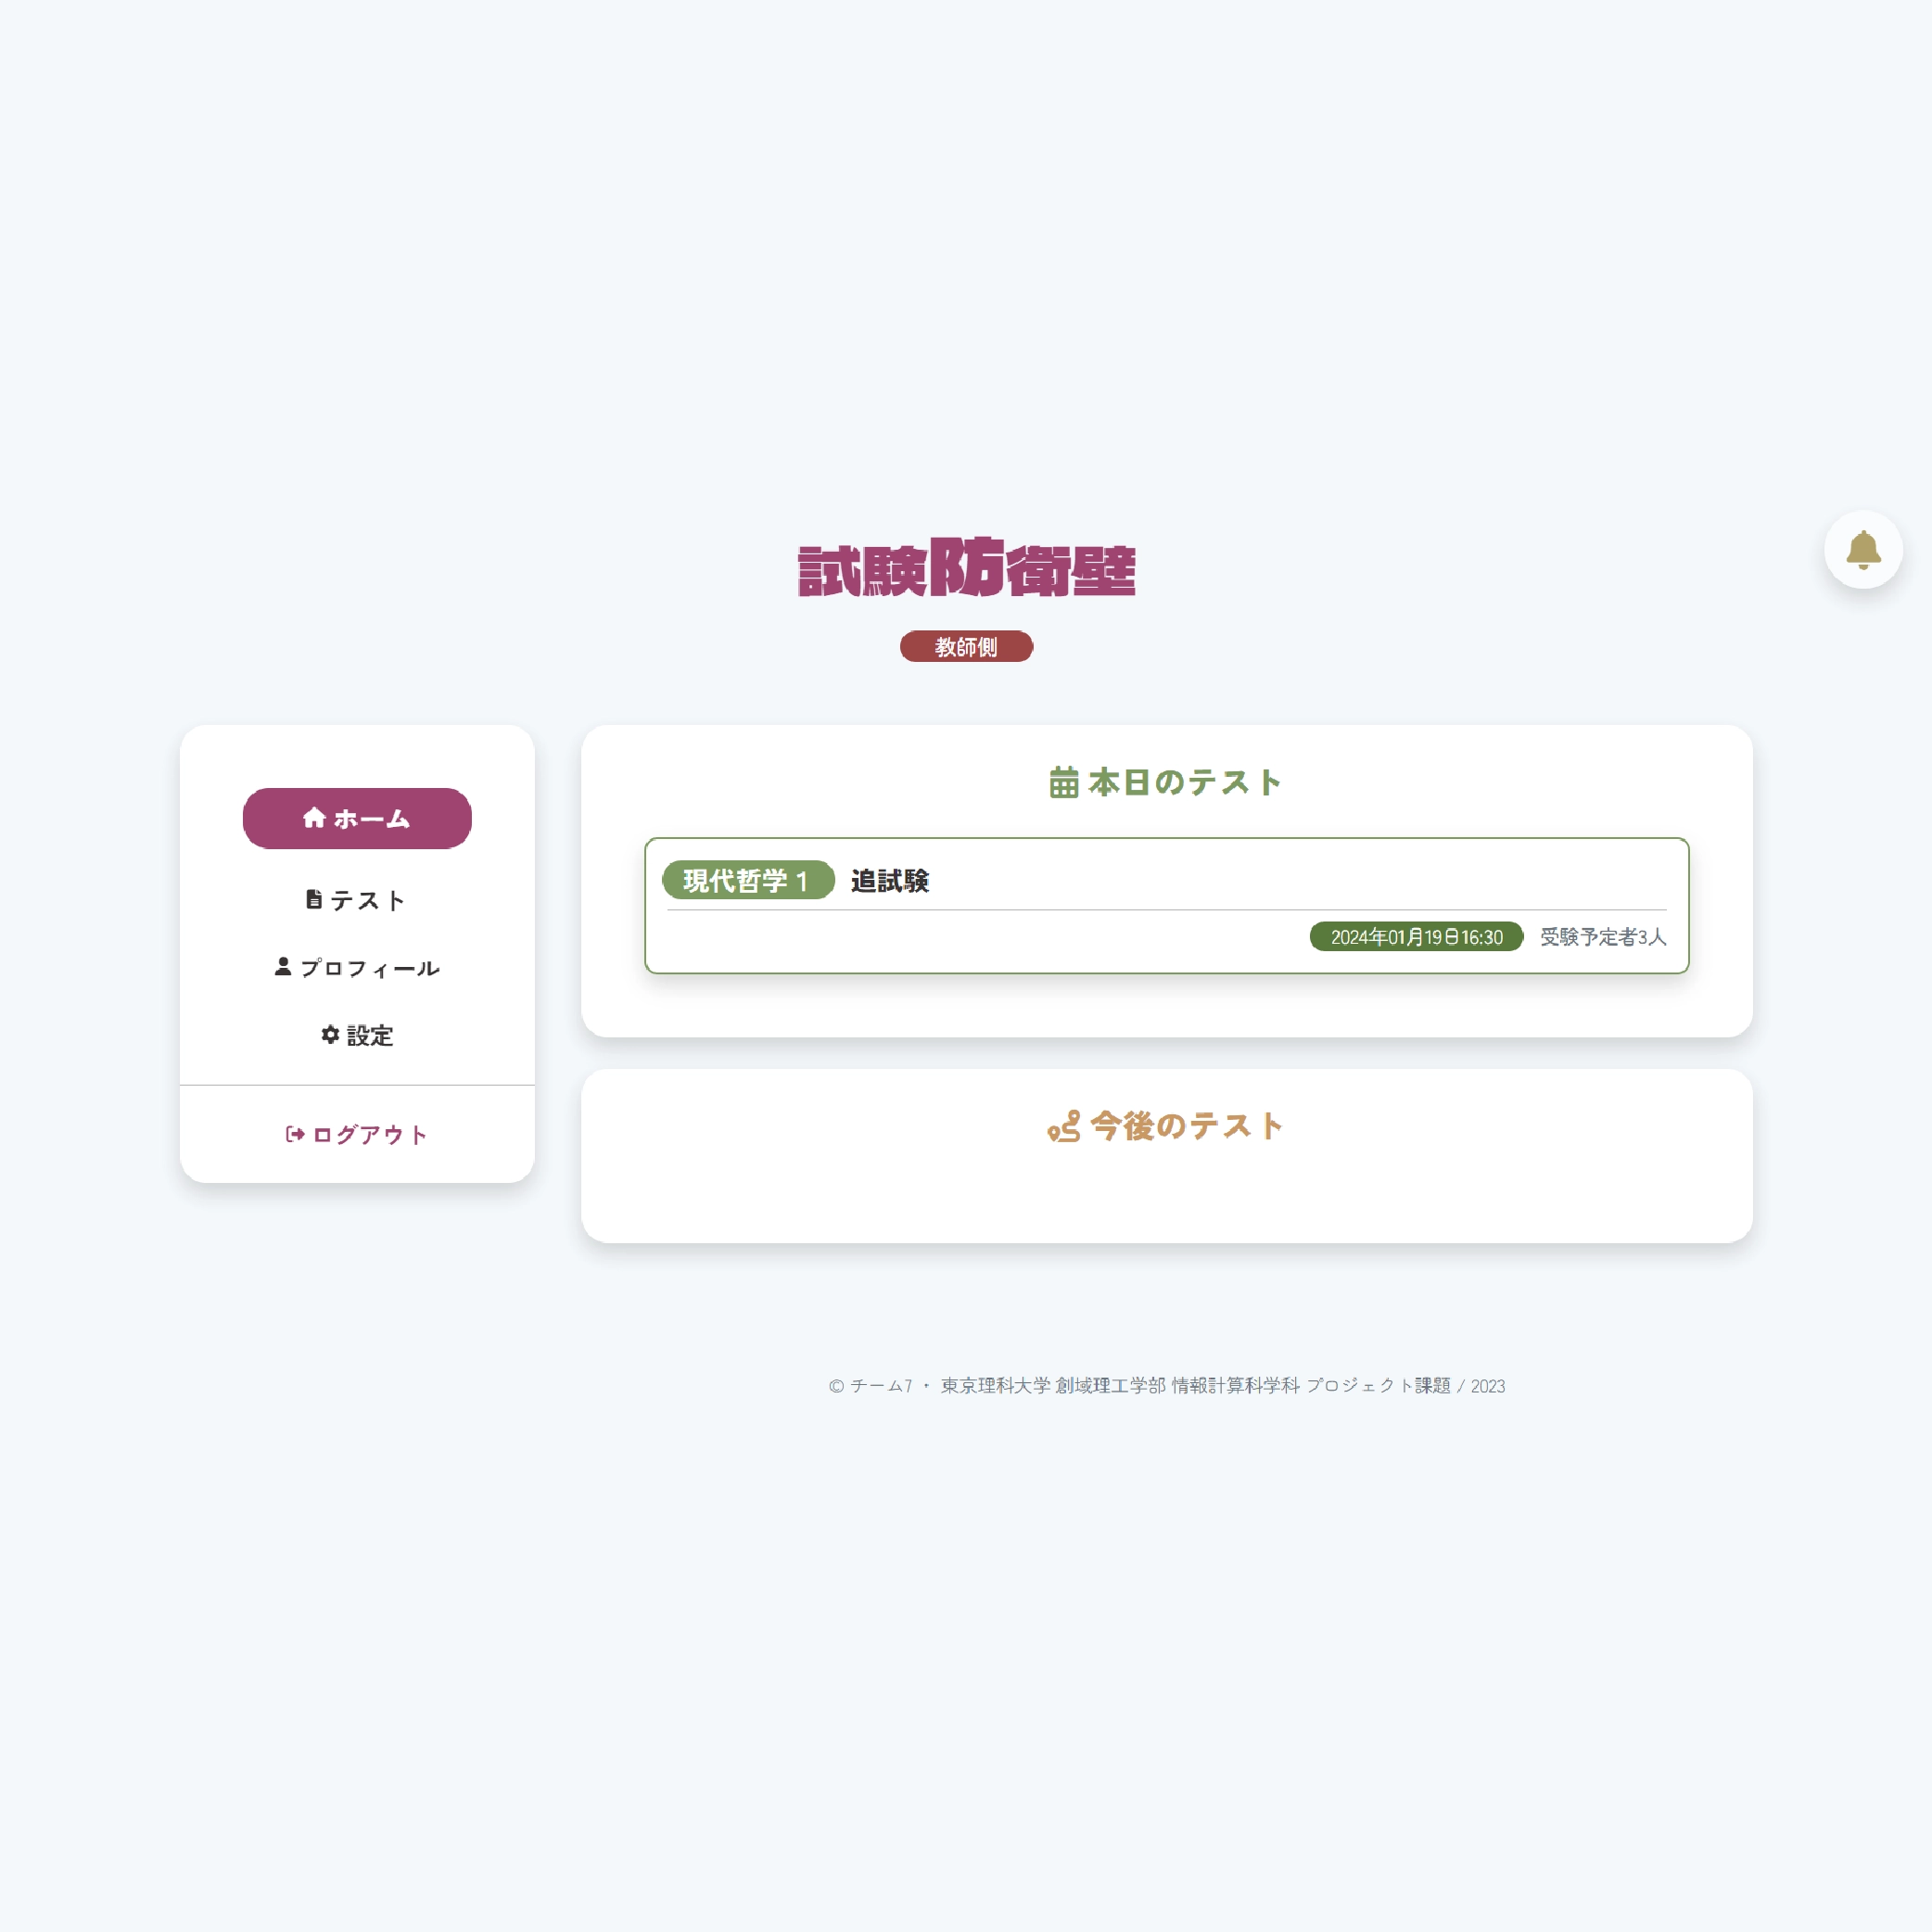 試験防衛壁
教師側
ホーム
テスト
プロフィール
設定
ログアウト
本日のテスト
現代哲学1 追試験
2024年01月19日16:30 受験予定者3人
今後のテスト
© チーム7 ・ 東京理科大学 創域理工学部 情報計算科学科 プロジェクト課題 / 2023